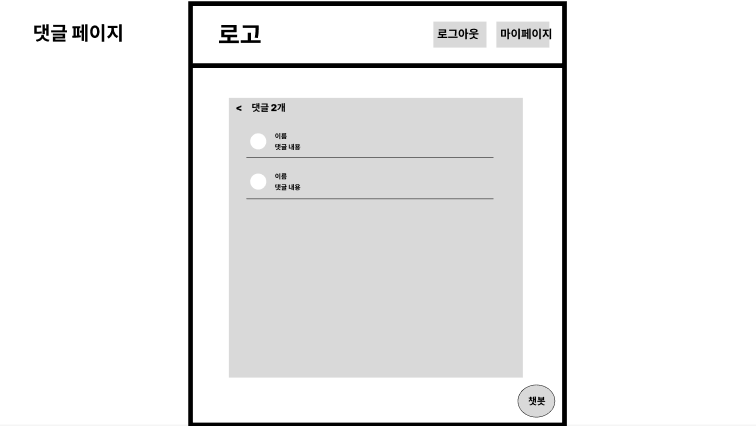 댓글 페이지
로고
로그아웃
마이페이지
< 댓글 2개
이름
댓글 내용
이름
댓글 내용
챗봇